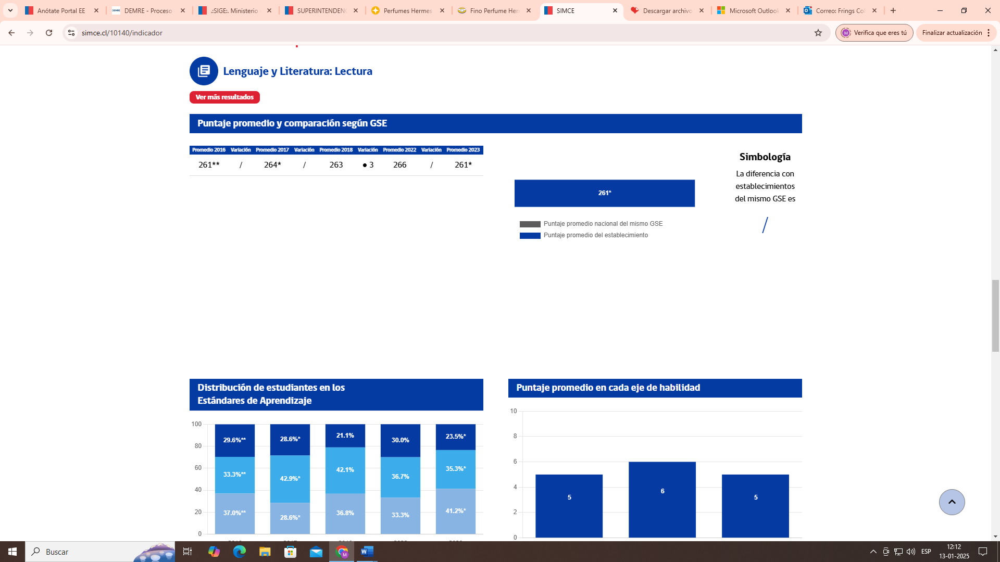 Anótate Portal EE
DEMRE - Proceso
.:SIGE:. Ministerio
SUPERINTENDENC
Perfumes Hermes
Fino Perfume Her
SIMCE
Descargar archivo
Microsoft Outlook
Correo: Frings Co
simce.cl/10140/indicador
Verifica que eres tú
Finalizar actualización
Lenguaje y Literatura: Lectura
Ver más resultados
Puntaje promedio y comparación según GSE
Promedio 2016 Variación Promedio 2017 Variación Promedio 2018 Variación Promedio 2022 Variación Promedio 2023
261** / 264* / 263 ● 3 266 / 261*
261*
Puntaje promedio nacional del mismo GSE
Puntaje promedio del establecimiento
Simbología
La diferencia con
establecimientos
del mismo GSE es
/
Distribución de estudiantes en los
Estándares de Aprendizaje
100
80
60
40
20
0
29.6%** 28.6%* 21.1% 30.0% 23.5%*
33.3%** 42.9%* 42.1% 36.7% 35.3%*
37.0%** 28.6%* 36.8% 33.3% 41.2%*
Puntaje promedio en cada eje de habilidad
10
8
6
4
2
0
5 6 5
Buscar
ESP
12:12
13-01-2025